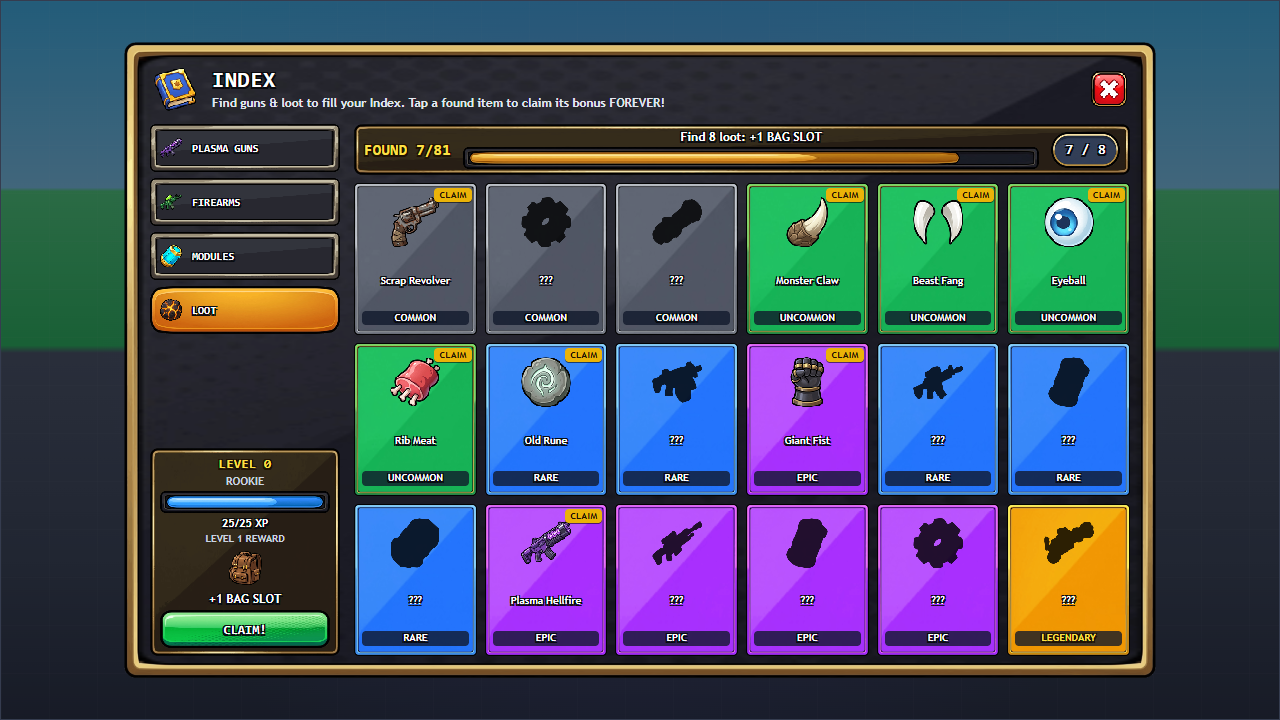 INDEX
Find guns & loot to fill your Index. Tap a found item to claim its bonus FOREVER!
PLASMA GUNS
FIREARMS
MODULES
LOOT
Find 8 loot: +1 BAG SLOT
FOUND 7/81
7 / 8
CLAIM
Scrap Revolver
COMMON
???
COMMON
???
COMMON
CLAIM
Monster Claw
UNCOMMON
CLAIM
Beast Fang
UNCOMMON
CLAIM
Eyeball
UNCOMMON
CLAIM
Rib Meat
UNCOMMON
CLAIM
Old Rune
RARE
???
RARE
CLAIM
Giant Fist
EPIC
???
RARE
???
RARE
???
RARE
CLAIM
Plasma Hellfire
EPIC
???
EPIC
???
EPIC
???
EPIC
???
LEGENDARY
LEVEL 0
ROOKIE
25/25 XP
LEVEL 1 REWARD
+1 BAG SLOT
CLAIM!